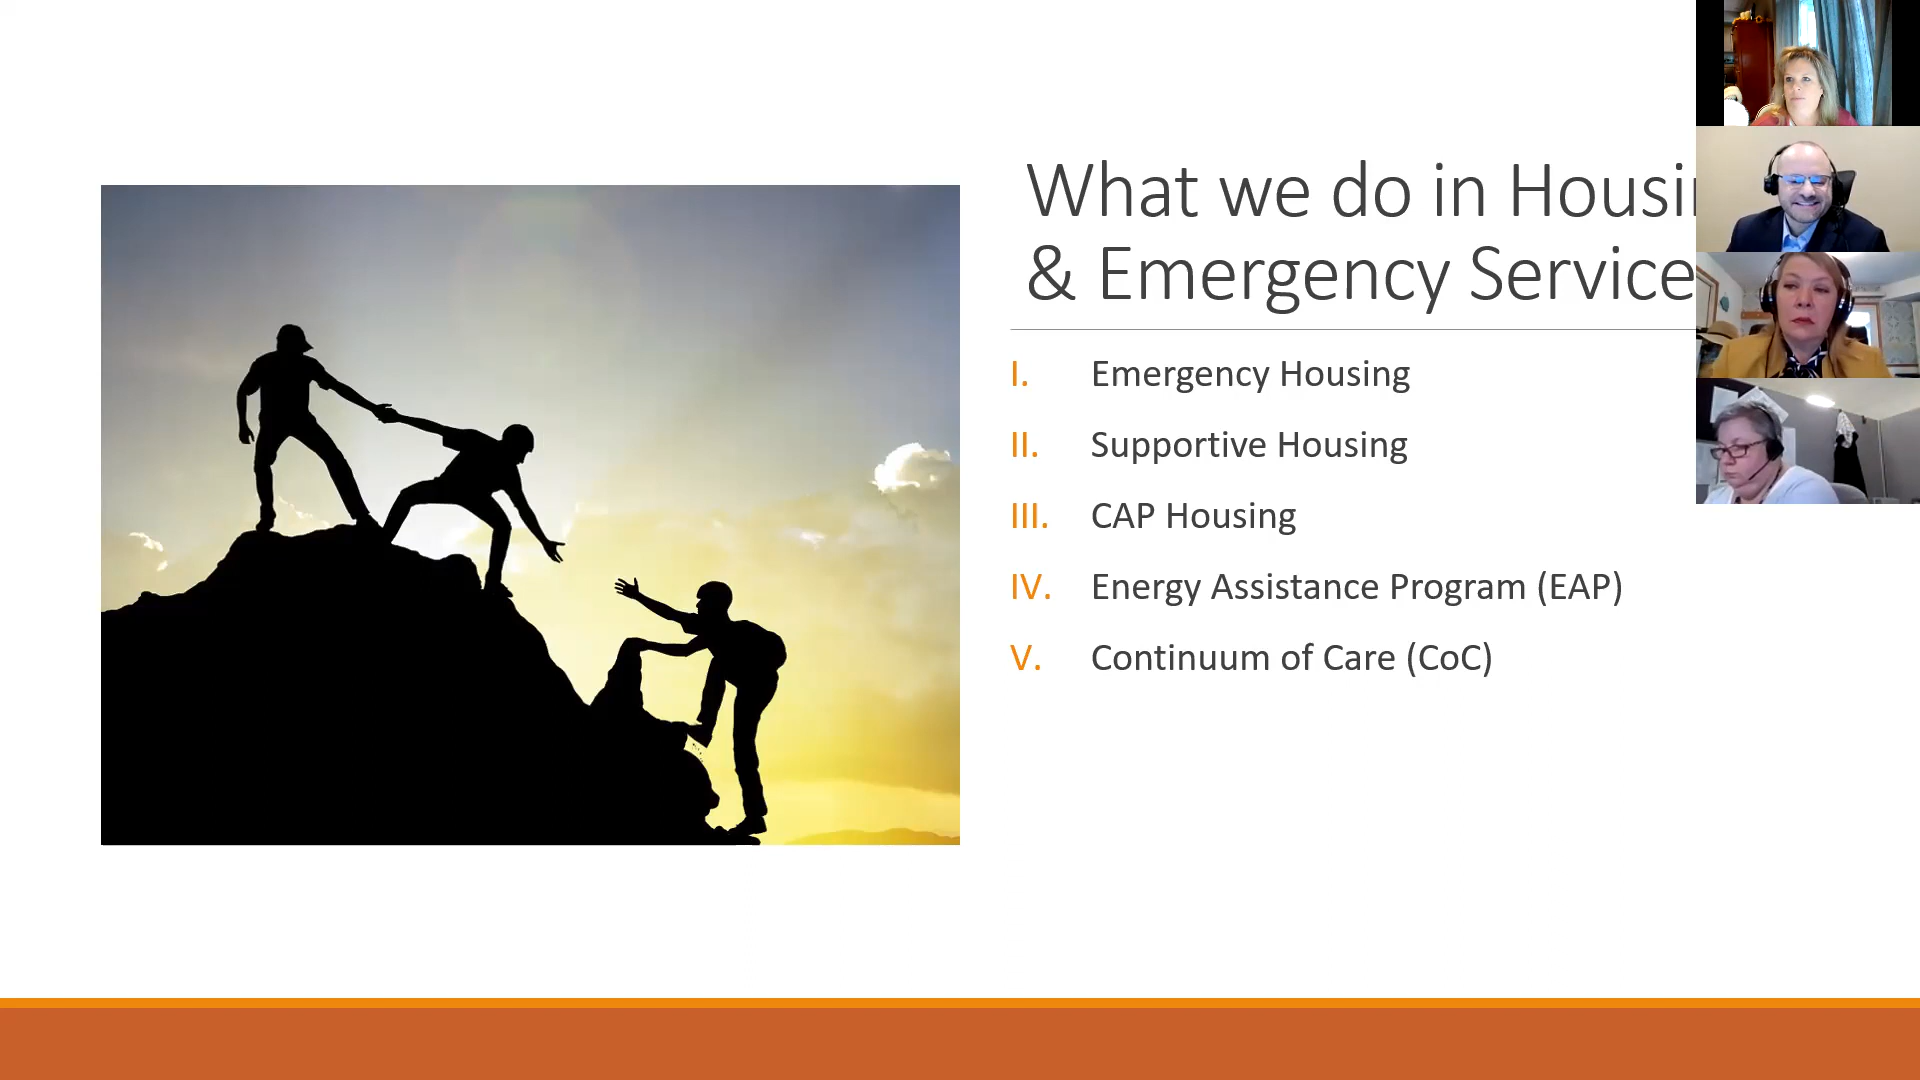 What we do in Housi
& Emergency Service
I. Emergency Housing
II. Supportive Housing
III. CAP Housing
IV. Energy Assistance Program (EAP)
V. Continuum of Care (CoC)